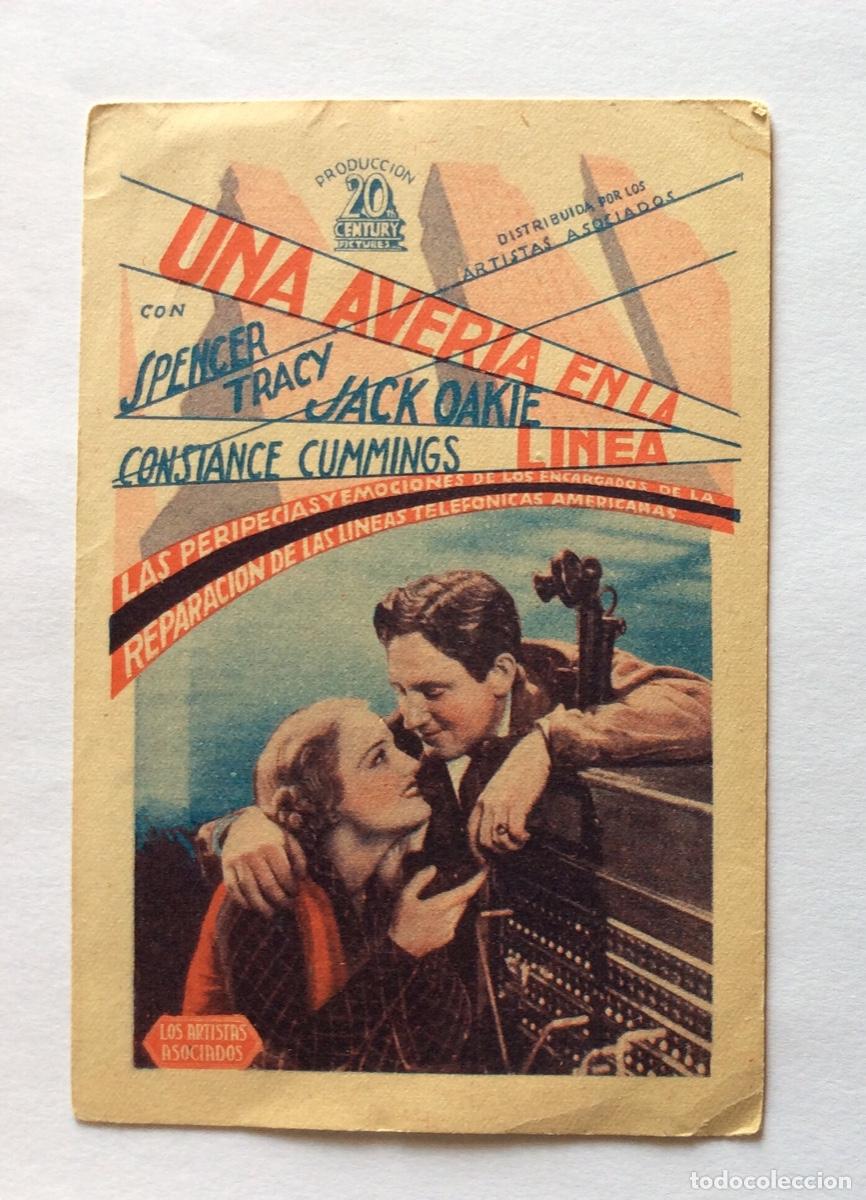 PRODUCCION
20TH
CENTURY
PICTURES INC.
DISTRIBUIDA POR LOS
ARTISTAS ASOCIADOS
UNA AVERIA EN LA
LINEA
CON
SPENCER
TRACY
JACK OAKIE
CONSTANCE CUMMINGS
LAS PERIPECIAS Y EMOCIONES DE LOS ENCARGADOS DE LA
REPARACION DE LAS LINEAS TELEFONICAS AMERICANAS...
LOS ARTISTAS
ASOCIADOS
todocoleccion